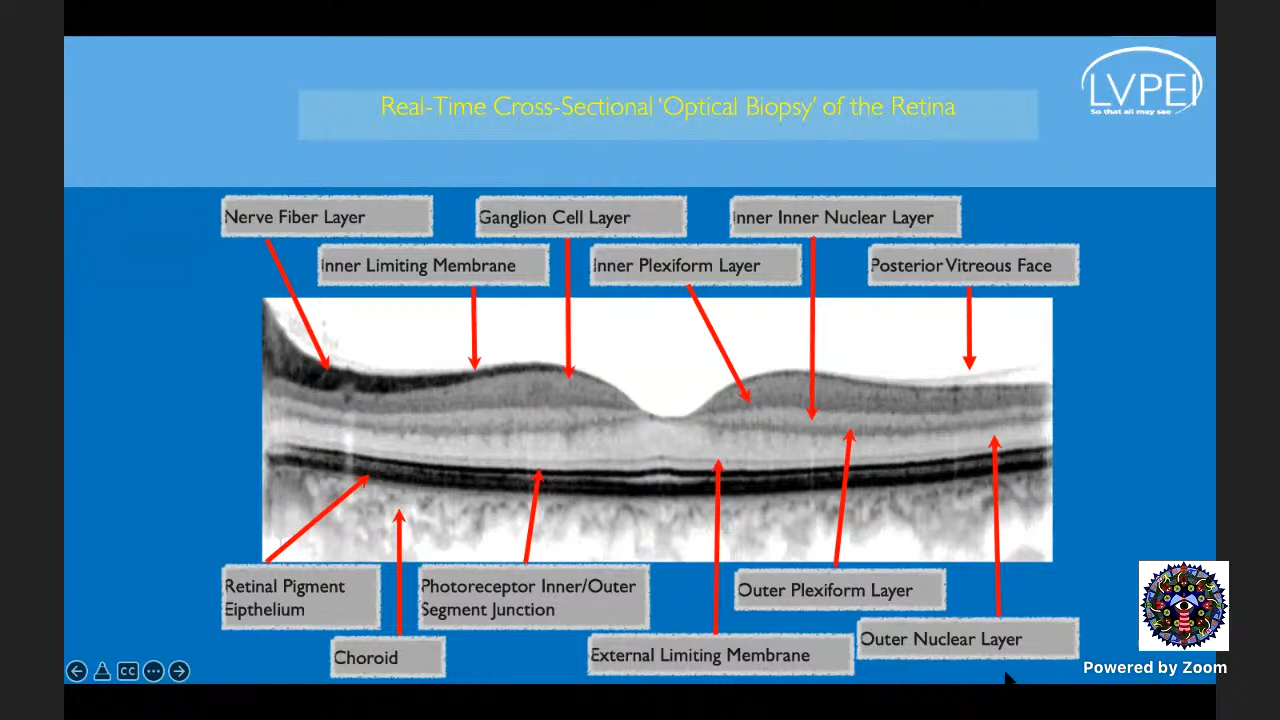 Real-Time Cross-Sectional 'Optical Biopsy' of the Retina
LVPEI
So that all may see
Nerve Fiber Layer
Ganglion Cell Layer
Inner Inner Nuclear Layer
Inner Limiting Membrane
Inner Plexiform Layer
Posterior Vitreous Face
Retinal Pigment
Eipthelium
Photoreceptor Inner/Outer
Segment Junction
Outer Plexiform Layer
Outer Nuclear Layer
Choroid
External Limiting Membrane
CC
Powered by Zoom